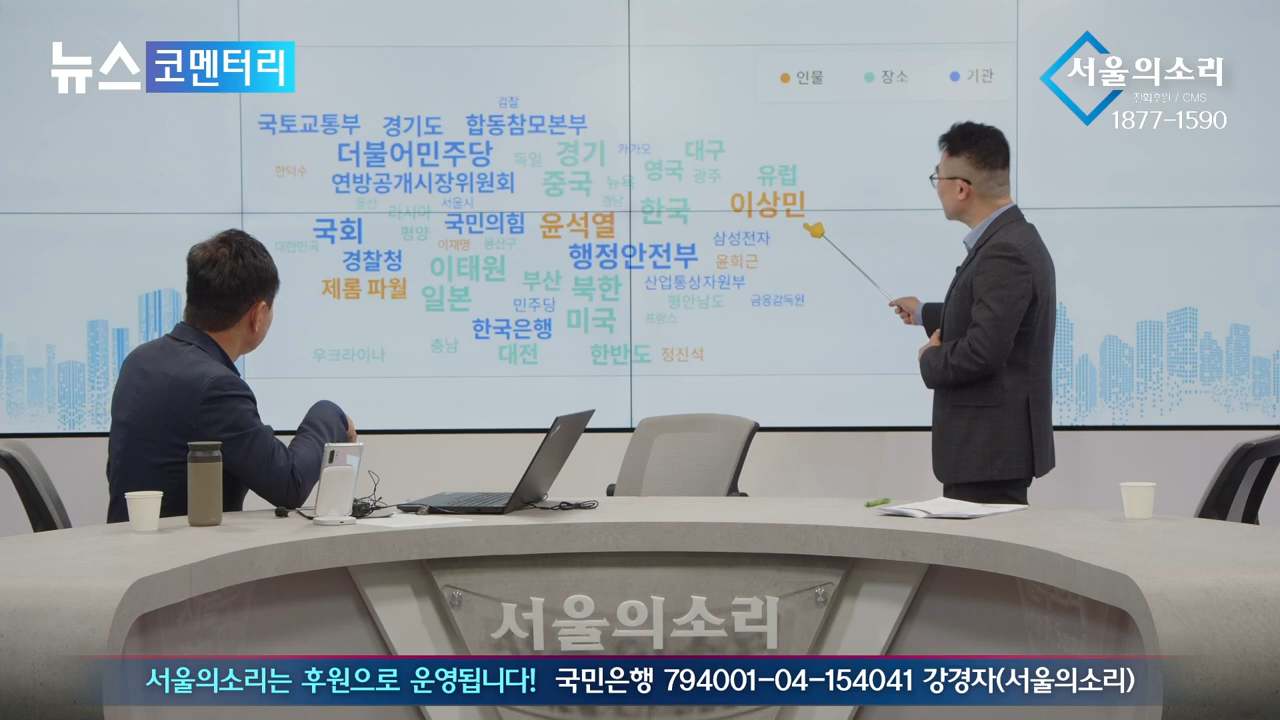 뉴스 코멘터리
서울의소리
전화후원 / CMS
1877-1590
인물 장소 기관
검찰
국토교통부 경기도 합동참모본부
더불어민주당 독일 경기 카카오 대구
한덕수 연방공개시장위원회 중국 뉴욕 영국 광주 유럽
용산 러시아 서울시 경남 한국 이상민
국회 평양 국민의힘 윤석열
대한민국 이재명 용산구 행정안전부 삼성전자
경찰청 이태원 윤희근
제롬 파월 일본 부산 북한 산업통상자원부
민주당 평안남도 금융감독원
한국은행 미국 프랑스
우크라이나 충남 대전 한반도 정진석
서울의소리
서울의소리는 후원으로 운영됩니다! 국민은행 794001-04-154041 강경자(서울의소리)